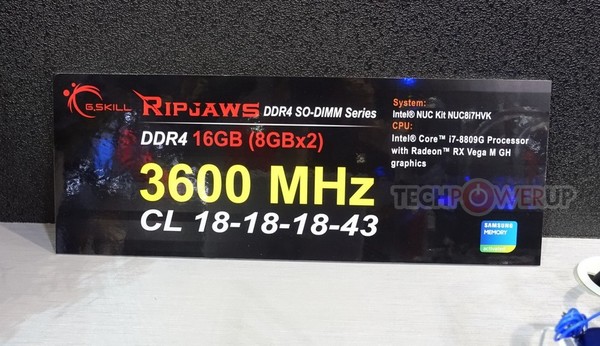 G.SKILL RIPJAWS DDR4 SO-DIMM Series
DDR4 16GB (8GBx2)
3600 MHz
CL 18-18-18-43
System:
Intel® NUC Kit NUC8i7HVK
CPU:
Intel® Core™ i7-8809G Processor
with Radeon™ RX Vega M GH
graphics
TECHPOWERUP
SAMSUNG
MEMORY